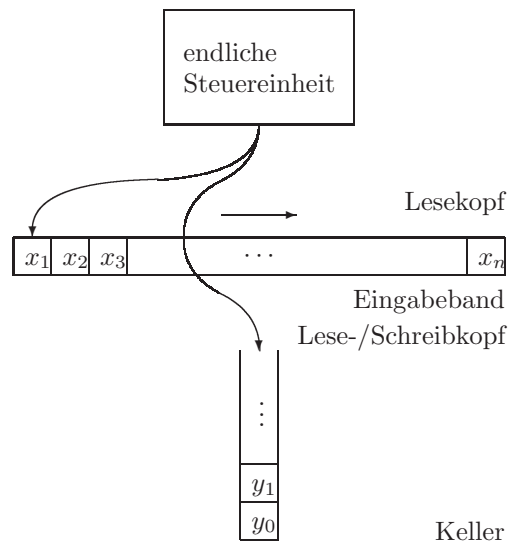 endliche
Steuereinheit
Lesekopf
x₁ x₂ x₃ ⋯ xₙ
Eingabeband
Lese-/Schreibkopf
⋮
y₁
y₀
Keller